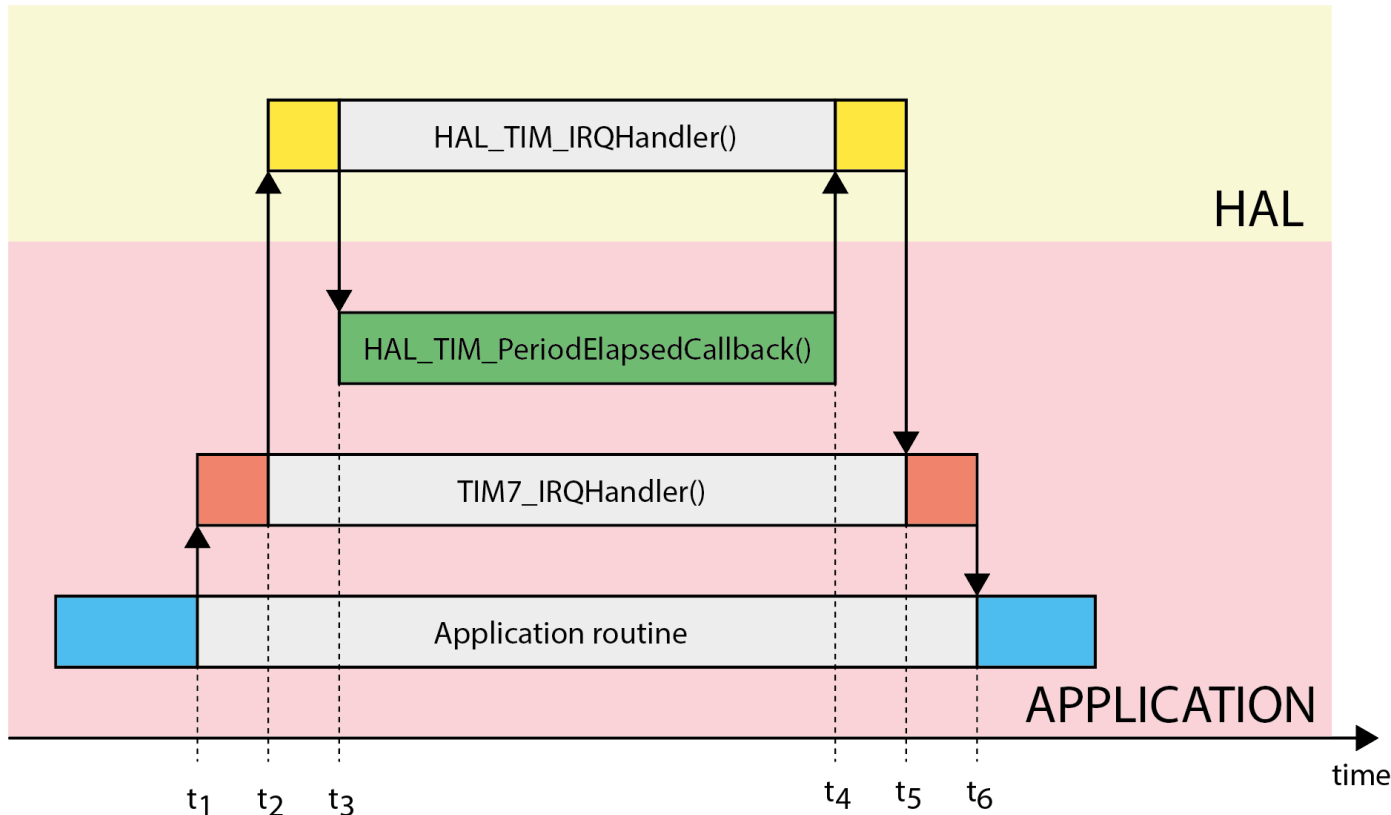 HAL_TIM_IRQHandler()
HAL
HAL_TIM_PeriodElapsedCallback()
TIM7_IRQHandler()
Application routine
APPLICATION
time
t1 t2 t3 t4 t5 t6